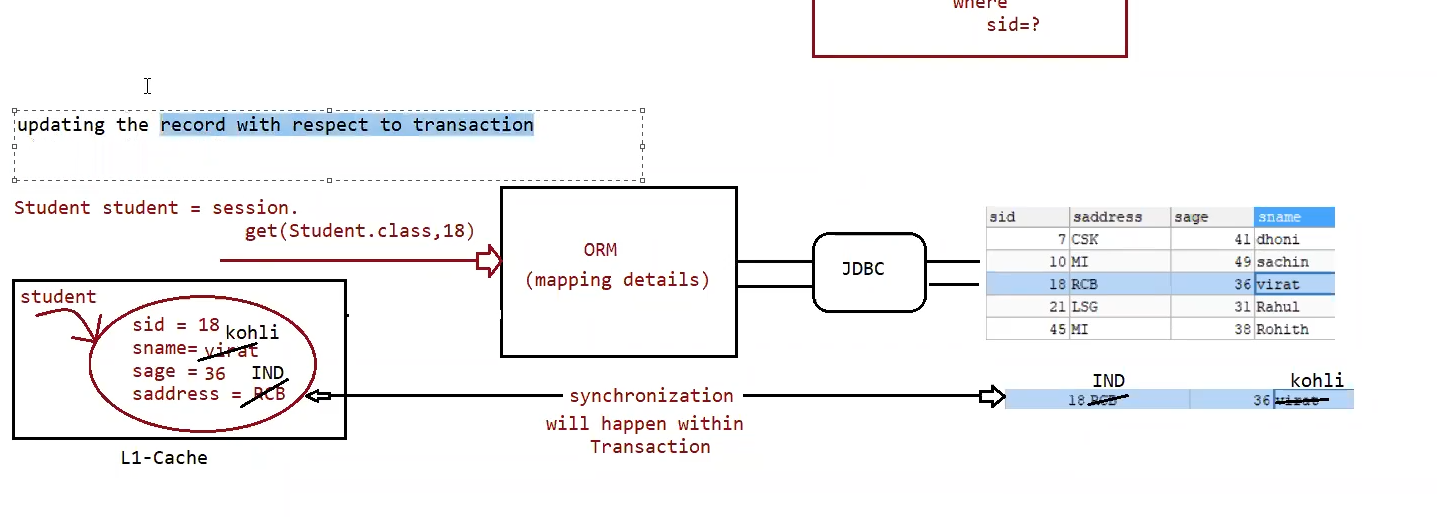 where
sid=?
updating the record with respect to transaction
Student student = session.
get(Student.class,18)
ORM
(mapping details)
JDBC
sid saddress sage sname
7 CSK 41 dhoni
10 MI 49 sachin
18 RCB 36 virat
21 LSG 31 Rahul
45 MI 38 Rohith
student
sid = 18
kohli
sname= virat
sage = 36
IND
saddress = RCB
L1-Cache
synchronization
will happen within
Transaction
IND kohli
18 RCB 36 virat